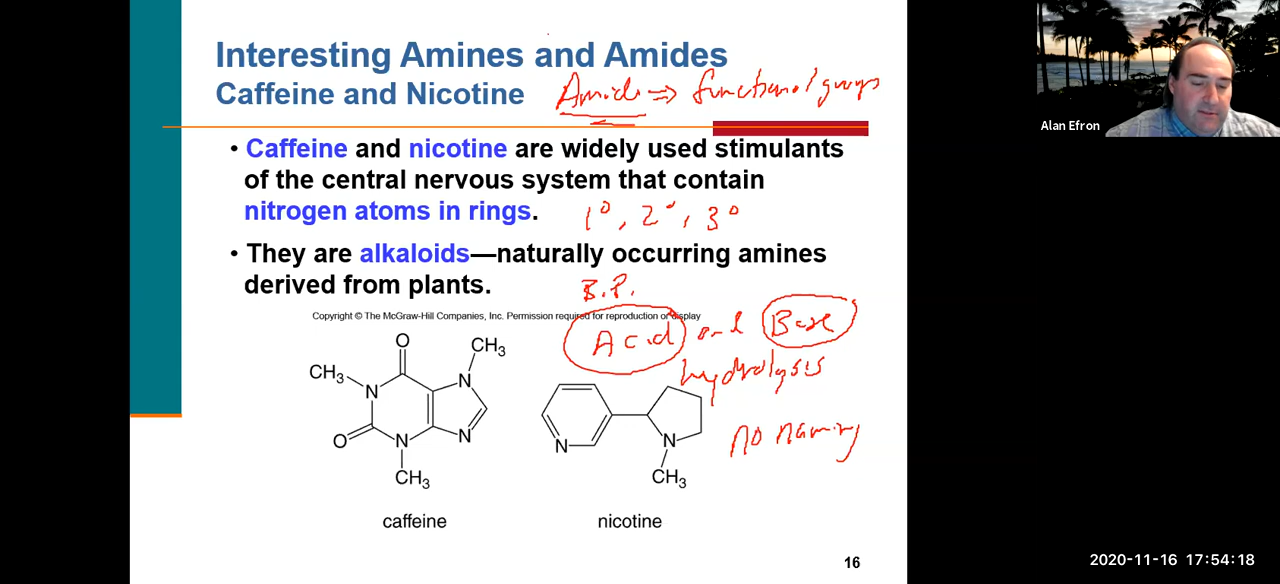 Interesting Amines and Amides
Caffeine and Nicotine
Amide ⇒ functional groups
• Caffeine and nicotine are widely used stimulants
of the central nervous system that contain
nitrogen atoms in rings.
1°, 2°, 3°
• They are alkaloids—naturally occurring amines
derived from plants.
B.P.
Copyright © The McGraw-Hill Companies, Inc. Permission required for reproduction or display
Acid and Base
hydrolysis
no naming
O
CH₃
CH₃
N
N
O
N
N
CH₃
caffeine
N
N
CH₃
nicotine
16
Alan Efron
2020-11-16 17:54:18